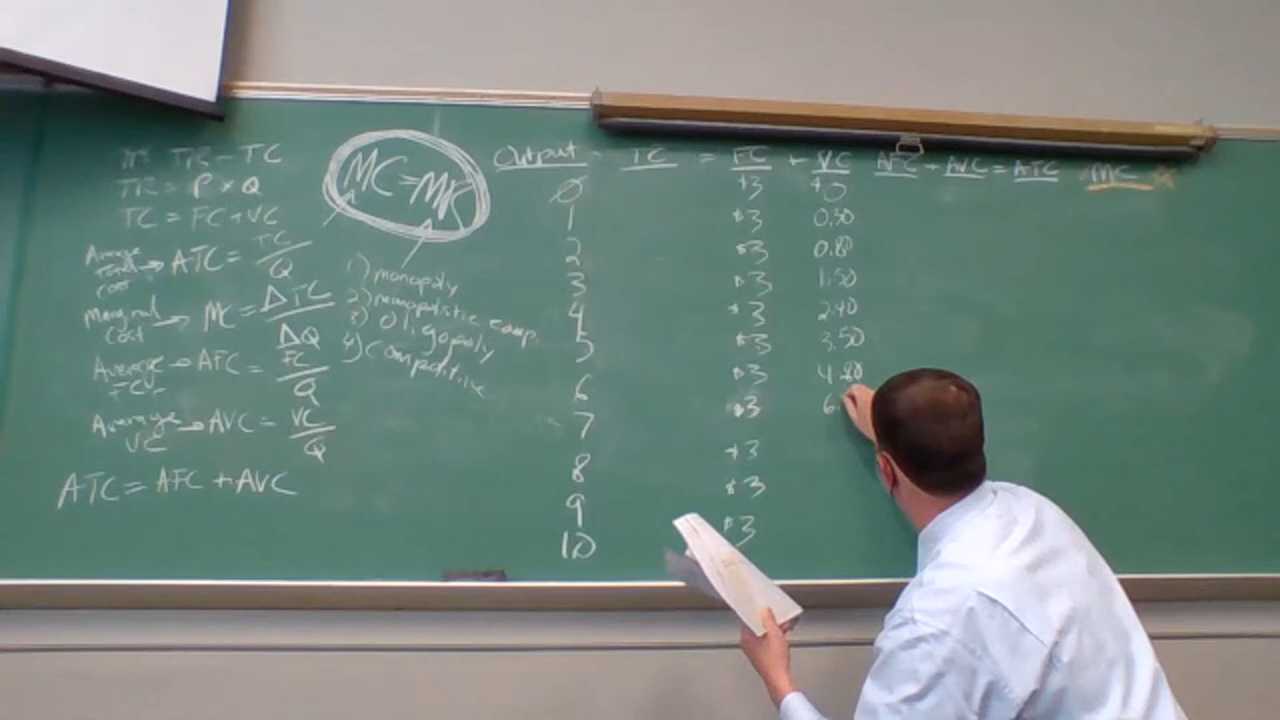 π = TR - TC
TR = P × Q
TC = FC + VC
Average Total cost → ATC = TC / Q
Marginal Cost → MC = ΔTC / ΔQ
Average FC → AFC = FC / Q
Average VC → AVC = VC / Q
ATC = AFC + AVC
MC = MR
1) monopoly
2) monopolistic comp.
3) Oligopoly
4) Competitive
Output TC = FC + VC AFC + AVC = ATC MC
0 $3 $0
1 $3 0.30
2 $3 0.80
3 $3 1.50
4 $3 2.40
5 $3 3.50
6 $3 4.80
7 $3 6.
8 $3
9 $3
10 $3